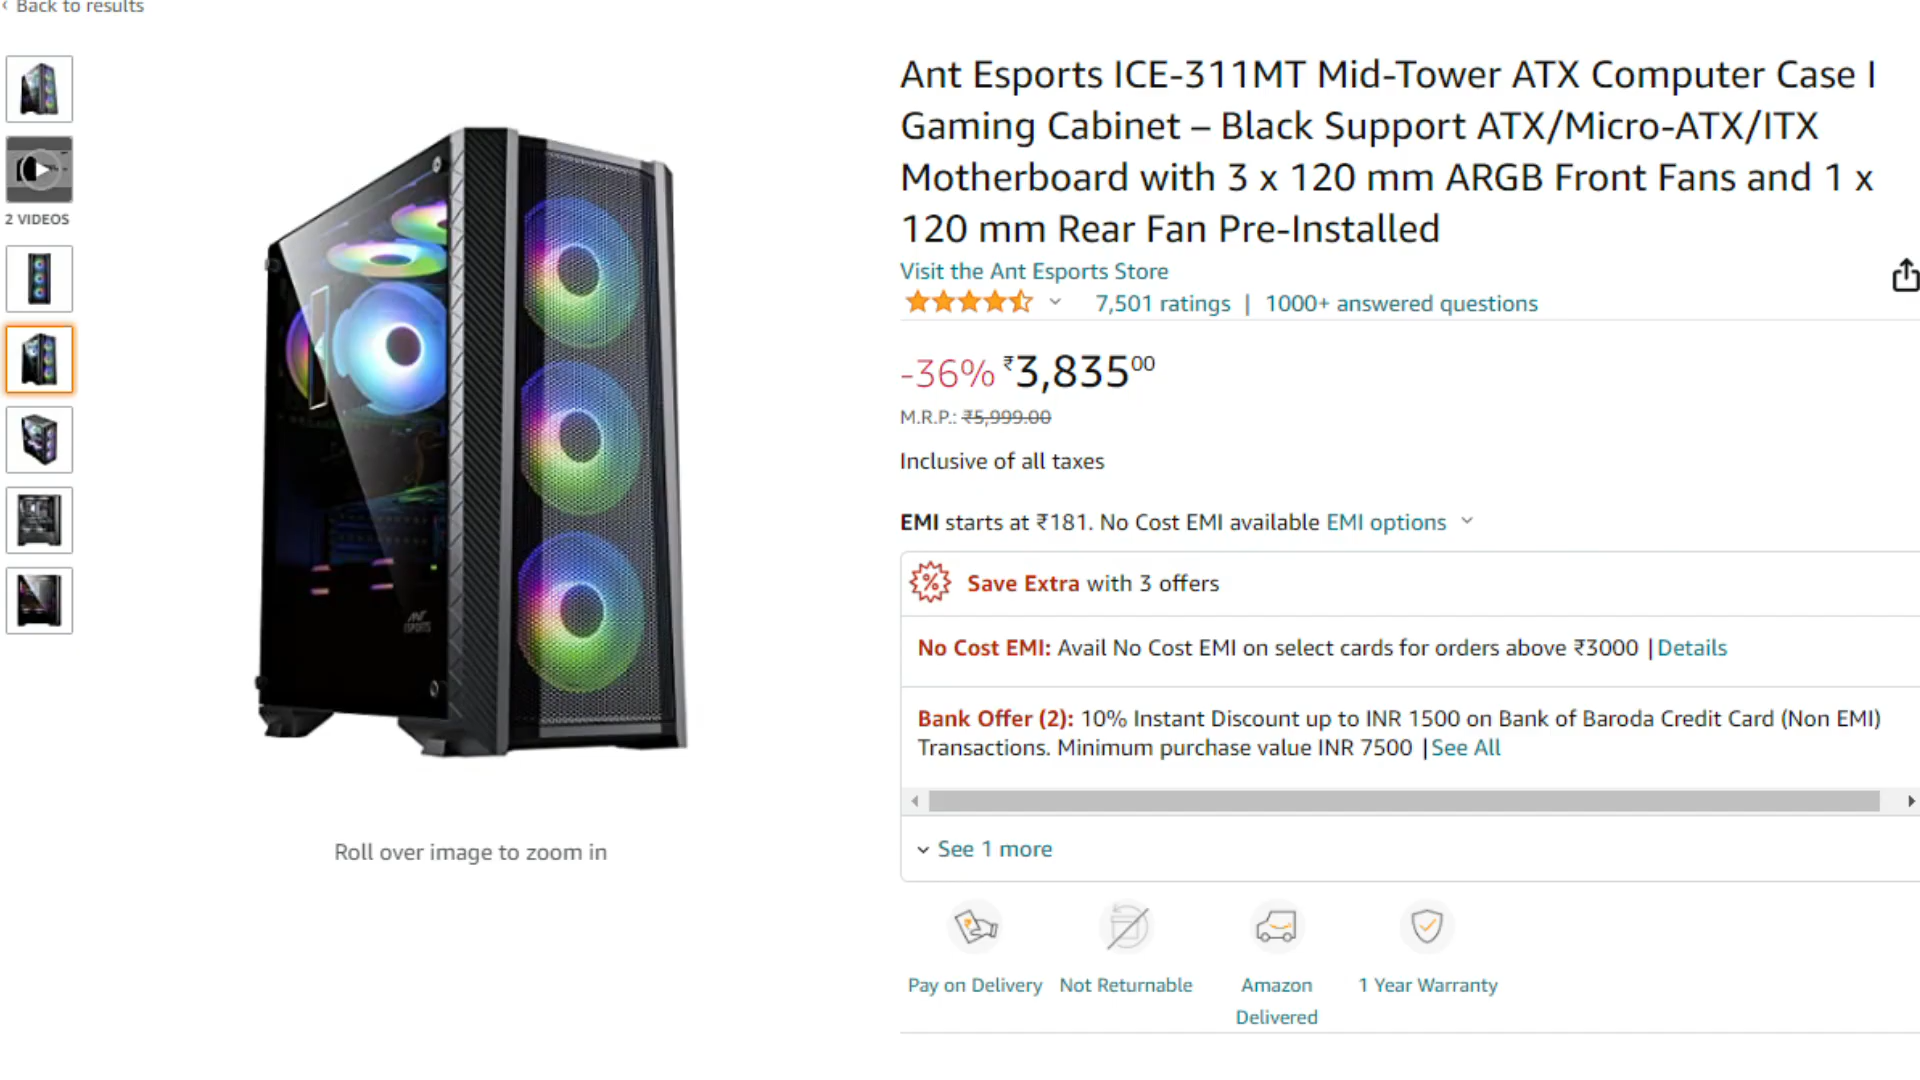 ‹ Back to results
2 VIDEOS
ANT
ESPORTS
Roll over image to zoom in
Ant Esports ICE-311MT Mid-Tower ATX Computer Case I
Gaming Cabinet – Black Support ATX/Micro-ATX/ITX
Motherboard with 3 x 120 mm ARGB Front Fans and 1 x
120 mm Rear Fan Pre-Installed
Visit the Ant Esports Store
7,501 ratings | 1000+ answered questions
-36% ₹3,83500
M.R.P.: ₹5,999.00
Inclusive of all taxes
EMI starts at ₹181. No Cost EMI available EMI options
% Save Extra with 3 offers
No Cost EMI: Avail No Cost EMI on select cards for orders above ₹3000 |Details
Bank Offer (2): 10% Instant Discount up to INR 1500 on Bank of Baroda Credit Card (Non EMI)
Transactions. Minimum purchase value INR 7500 |See All
See 1 more
Pay on Delivery Not Returnable Amazon 1 Year Warranty
Delivered